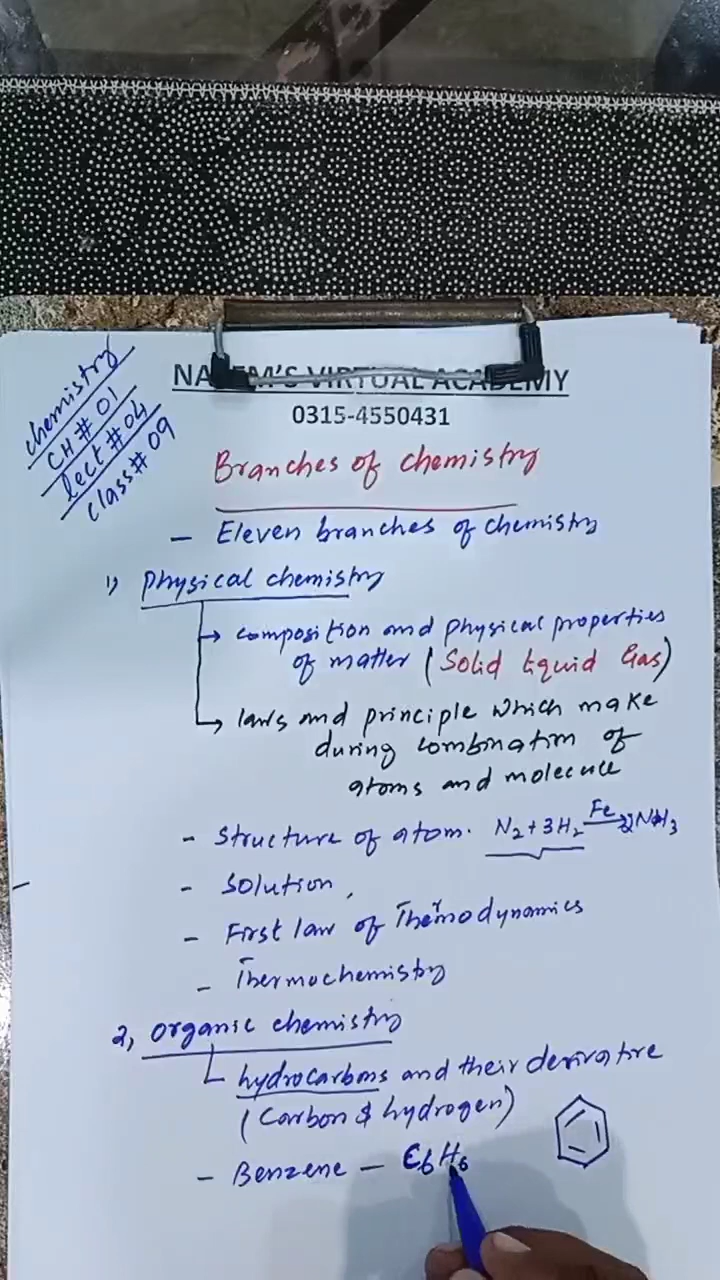 chemistry
CH # 01
lect # 04
class # 09
NAEEM'S VIRTUAL ACADEMY
0315-4550431
Branches of chemistry
- Eleven branches of chemistry
1) Physical chemistry
→ composition and physical properties
of matter (Solid liquid Gas)
→ laws and principle which make
during combination of
atoms and molecule
- Structure of atom. N₂ + 3H₂ Fe→ 2NH₃
- Solution,
- First law of Themodynamics
- Thermochemistry
2, organic chemistry
hydrocarbons and their derivative
(Carbon & hydrogen)
- Benzene - C₆H₆